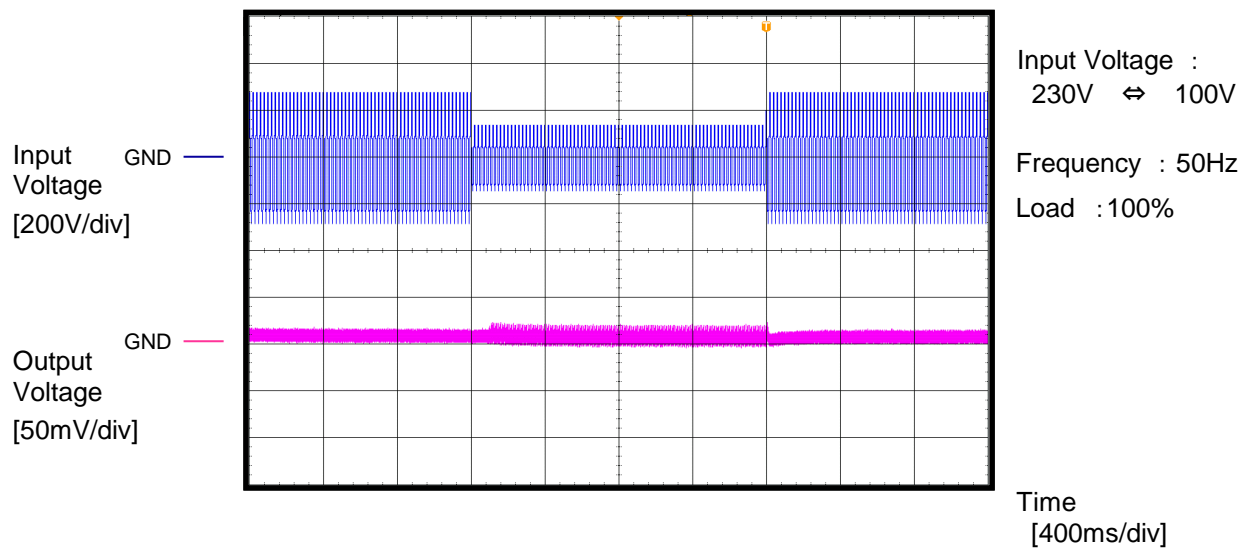 T
Input Voltage :
230V ⇔ 100V
Frequency : 50Hz
Load :100%
Input
Voltage
[200V/div]
GND
Output
Voltage
[50mV/div]
GND
Time
[400ms/div]